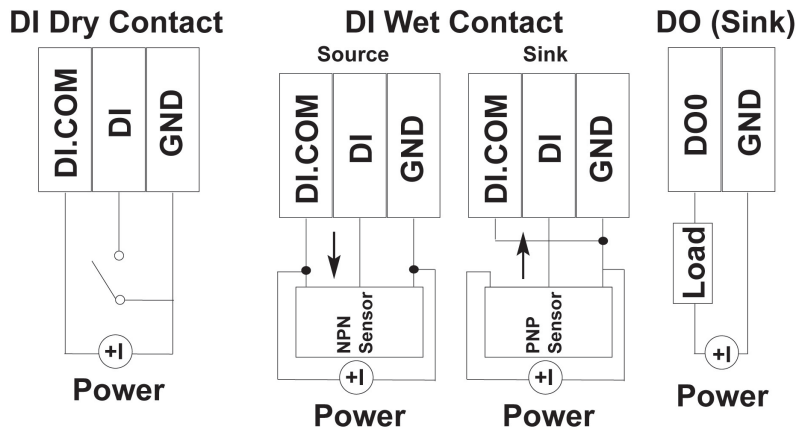 DI Dry Contact
DI.COM
DI
GND
+-
Power
DI Wet Contact
Source
DI.COM
DI
GND
NPN
Sensor
+-
Power
Sink
DI.COM
DI
GND
PNP
Sensor
+-
Power
DO (Sink)
DO0
GND
Load
+-
Power